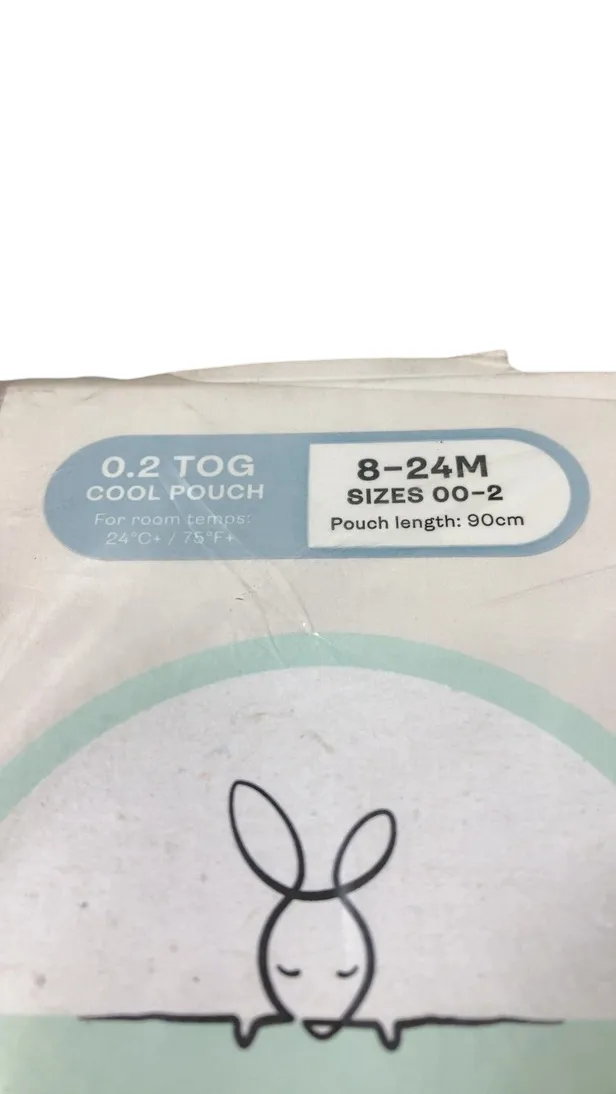 0.2 TOG
COOL POUCH
For room temps:
24°C+ / 75°F+
8–24M
SIZES 00–2
Pouch length: 90cm